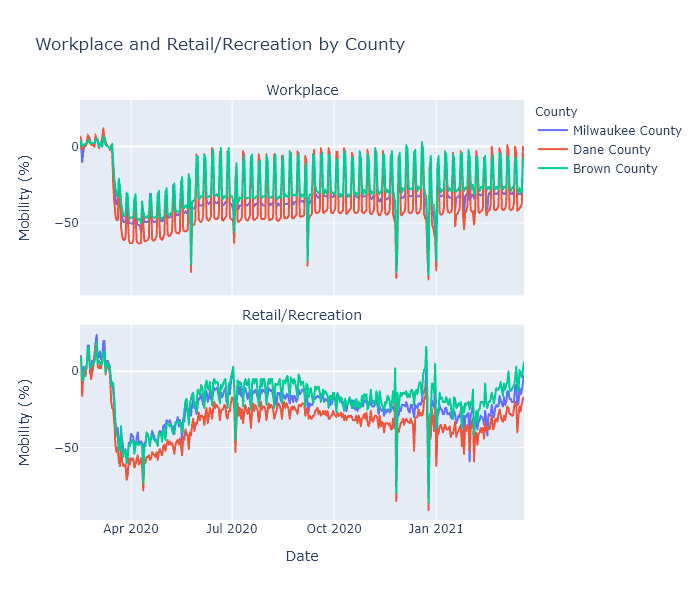 Workplace and Retail/Recreation by County
Workplace
County
Milwaukee County
Dane County
Brown County
Mobility (%)
0
−50
Retail/Recreation
Mobility (%)
0
−50
Apr 2020
Jul 2020
Oct 2020
Jan 2021
Date